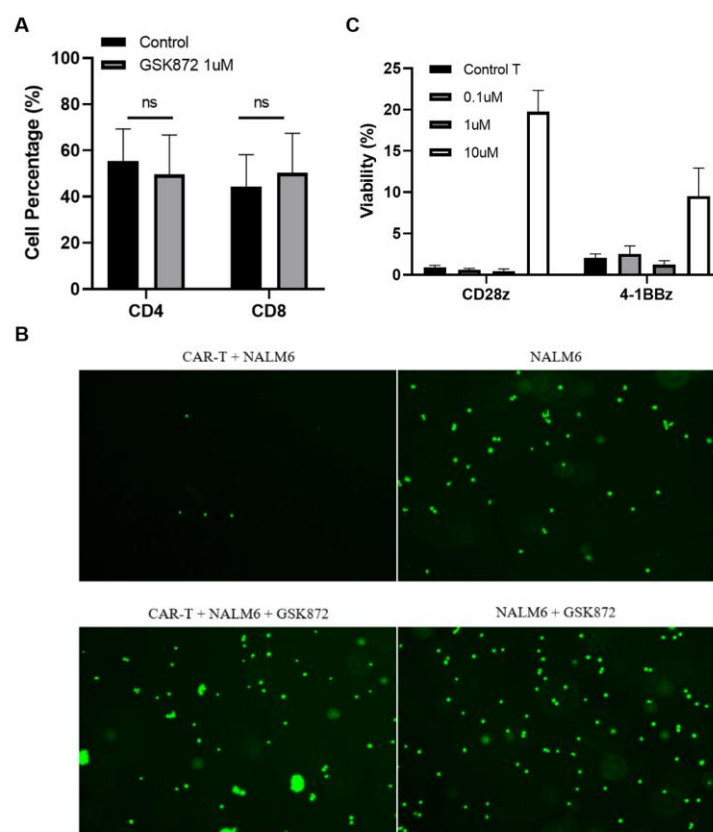 A
Control
GSK872 1uM
ns
ns
Cell Percentage (%)
100
80
60
40
20
0
CD4
CD8
C
Control T
0.1uM
1uM
10uM
Viability (%)
25
20
15
10
5
0
CD28z
4-1BBz
B
CAR-T + NALM6
NALM6
CAR-T + NALM6 + GSK872
NALM6 + GSK872